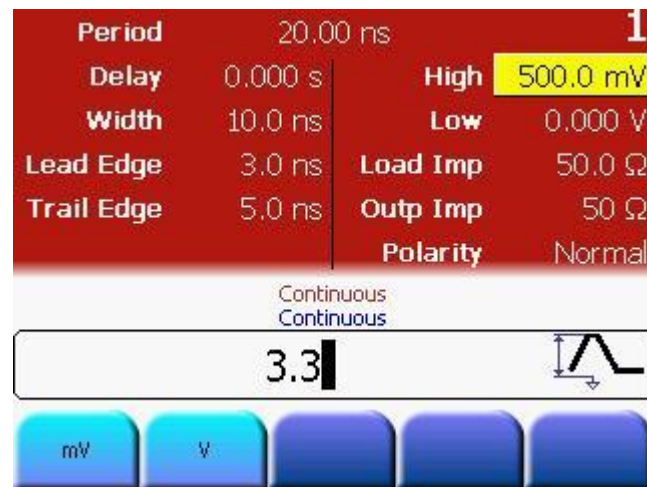 Period 20.00 ns 1
Delay 0.000 s High 500.0 mV
Width 10.0 ns Low 0.000 V
Lead Edge 3.0 ns Load Imp 50.0 Ω
Trail Edge 5.0 ns Outp Imp 50 Ω
Polarity Normal
Continuous
Continuous
3.3
mV V